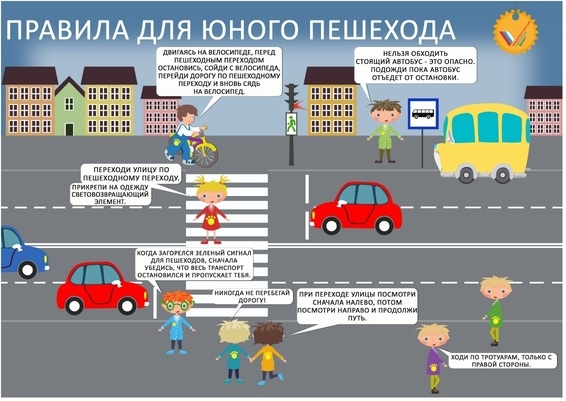 ПРАВИЛА ДЛЯ ЮНОГО ПЕШЕХОДА
ДВИГАЯСЬ НА ВЕЛОСИПЕДЕ, ПЕРЕД
ПЕШЕХОДНЫМ ПЕРЕХОДОМ
ОСТАНОВИСЬ, СОЙДИ С ВЕЛОСИПЕДА,
ПЕРЕЙДИ ДОРОГУ ПО ПЕШЕХОДНОМУ
ПЕРЕХОДУ И ВНОВЬ СЯДЬ
НА ВЕЛОСИПЕД.
НЕЛЬЗЯ ОБХОДИТЬ
СТОЯЩИЙ АВТОБУС - ЭТО ОПАСНО.
ПОДОЖДИ ПОКА АВТОБУС
ОТЪЕДЕТ ОТ ОСТАНОВКИ.
ПЕРЕХОДИ УЛИЦУ ПО
ПЕШЕХОДНОМУ ПЕРЕХОДУ.
ПРИКРЕПИ НА ОДЕЖДУ
СВЕТОВОЗВРАЩАЮЩИЙ
ЭЛЕМЕНТ.
КОГДА ЗАГОРЕЛСЯ ЗЕЛЕНЫЙ СИГНАЛ
ДЛЯ ПЕШЕХОДОВ, СНАЧАЛА
УБЕДИСЬ, ЧТО ВЕСЬ ТРАНСПОРТ
ОСТАНОВИЛСЯ И ПРОПУСКАЕТ ТЕБЯ.
НИКОГДА НЕ ПЕРЕБЕГАЙ
ДОРОГУ!
ПРИ ПЕРЕХОДЕ УЛИЦЫ ПОСМОТРИ
СНАЧАЛА НАЛЕВО, ПОТОМ
ПОСМОТРИ НАПРАВО И ПРОДОЛЖИ
ПУТЬ.
ХОДИ ПО ТРОТУАРАМ, ТОЛЬКО С
ПРАВОЙ СТОРОНЫ.